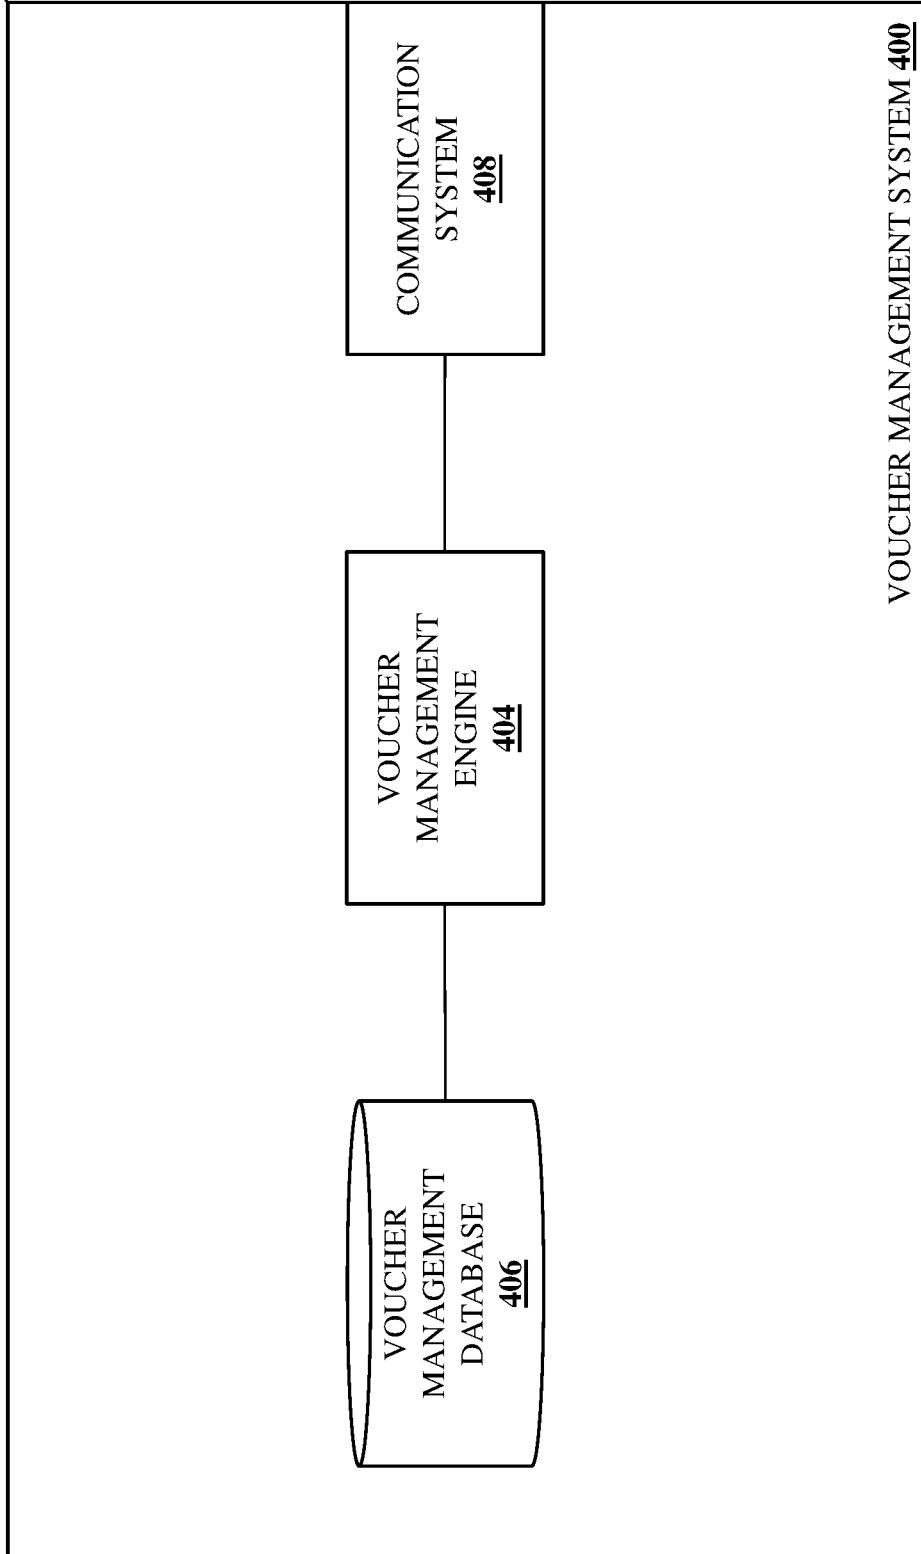 VOUCHER
MANAGEMENT
DATABASE
406
VOUCHER
MANAGEMENT
ENGINE
404
COMMUNICATION
SYSTEM
408
VOUCHER MANAGEMENT SYSTEM 400